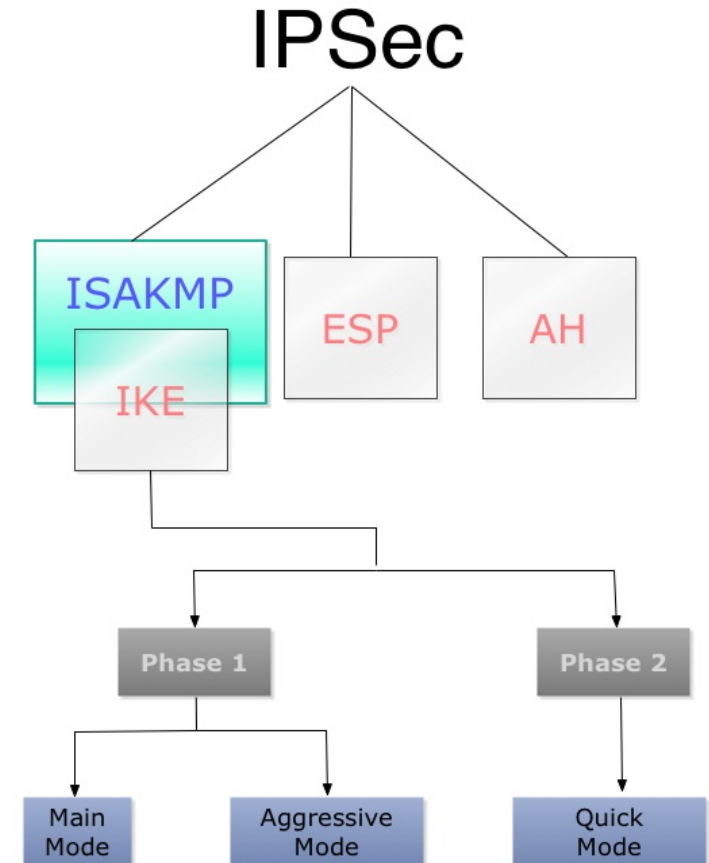 IPSec
ISAKMP
IKE
ESP
AH
Phase 1
Phase 2
Main
Mode
Aggressive
Mode
Quick
Mode